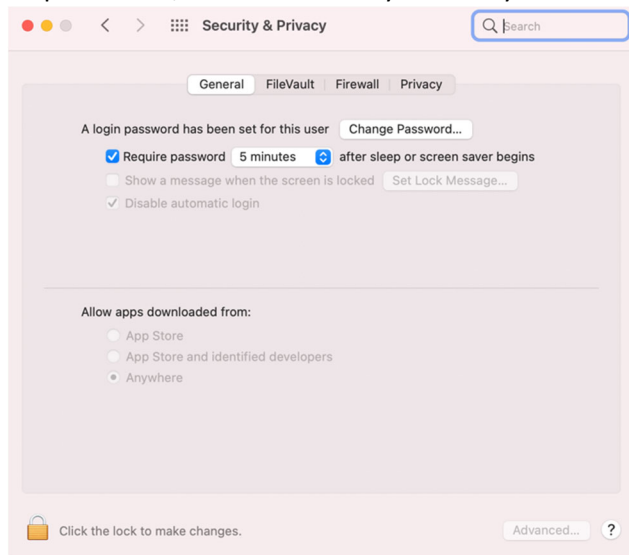 Security & Privacy
Search
General FileVault Firewall Privacy
A login password has been set for this user Change Password...
Require password 5 minutes after sleep or screen saver begins
Show a message when the screen is locked Set Lock Message...
Disable automatic login
Allow apps downloaded from:
App Store
App Store and identified developers
Anywhere
Click the lock to make changes.
Advanced... ?